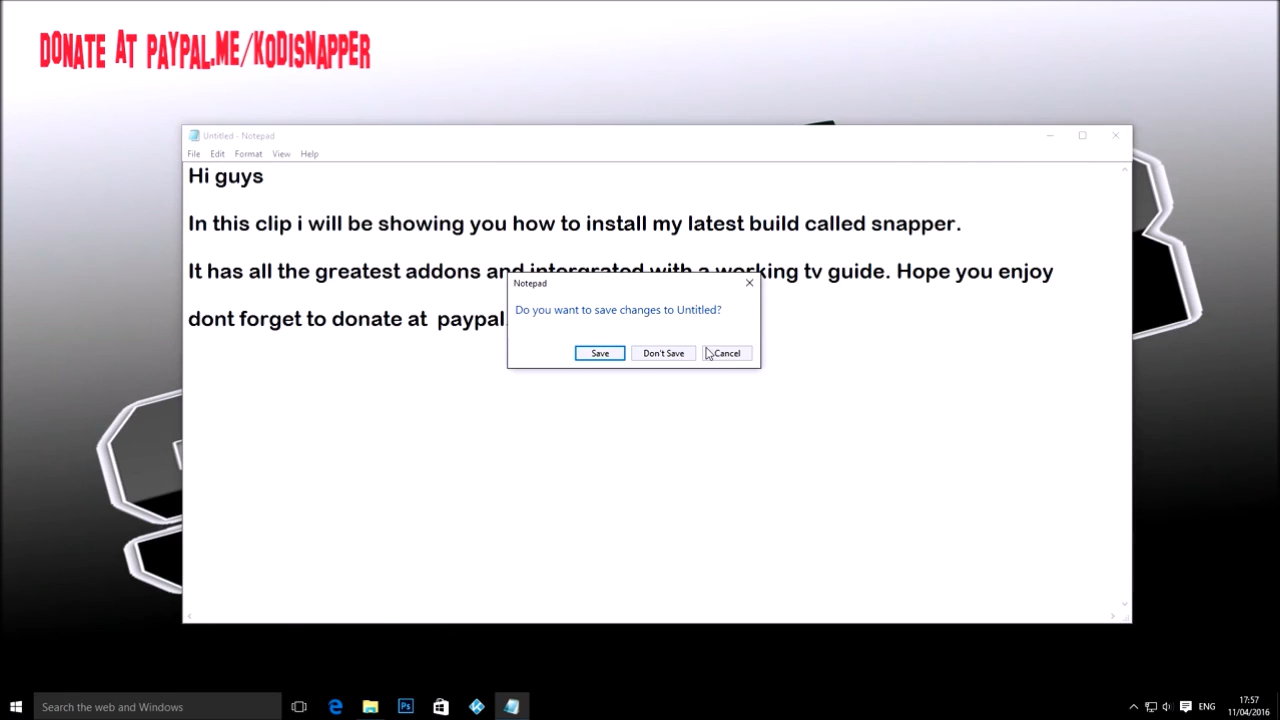 DONATE AT PAYPAL.ME/KODISNAPPER
Untitled - Notepad
File Edit Format View Help
Hi guys
In this clip i will be showing you how to install my latest build called snapper.
It has all the greatest addons and intergrated with a working tv guide. Hope you enjoy
dont forget to donate at paypal.
Notepad
Do you want to save changes to Untitled?
Save Don't Save Cancel
Search the web and Windows
ENG
17:57
11/04/2016